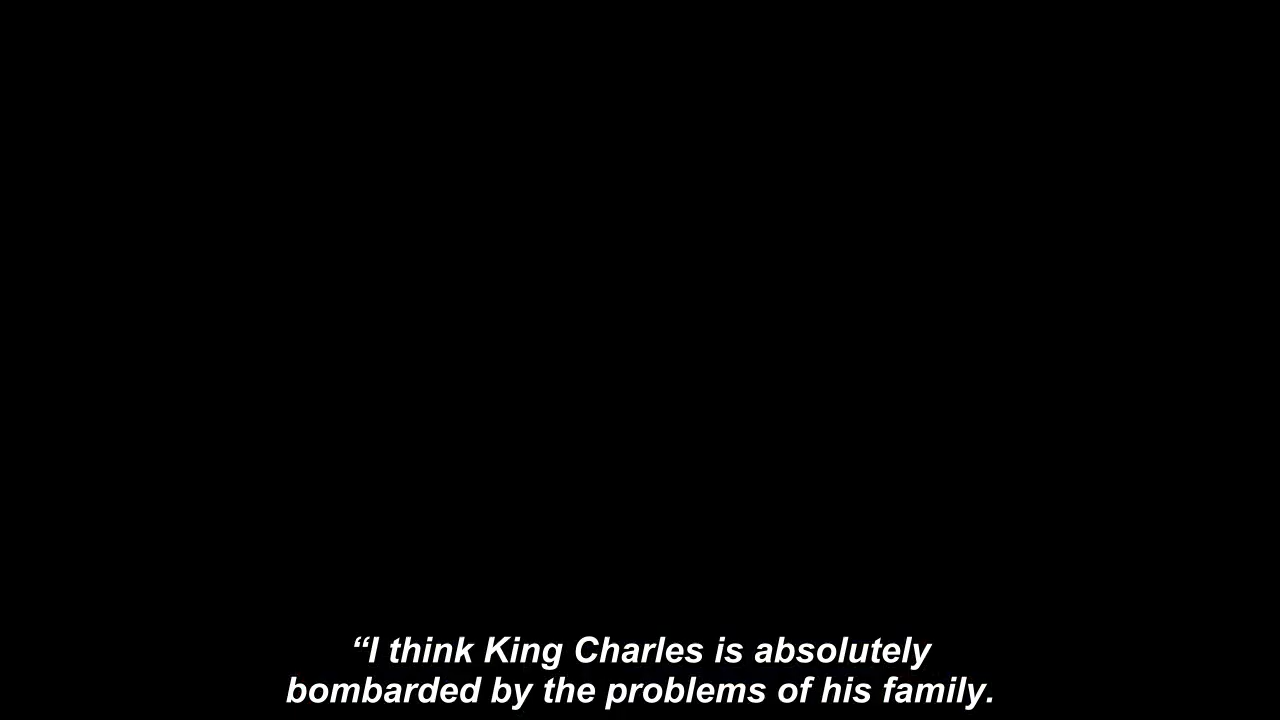 “I think King Charles is absolutely
bombarded by the problems of his family.